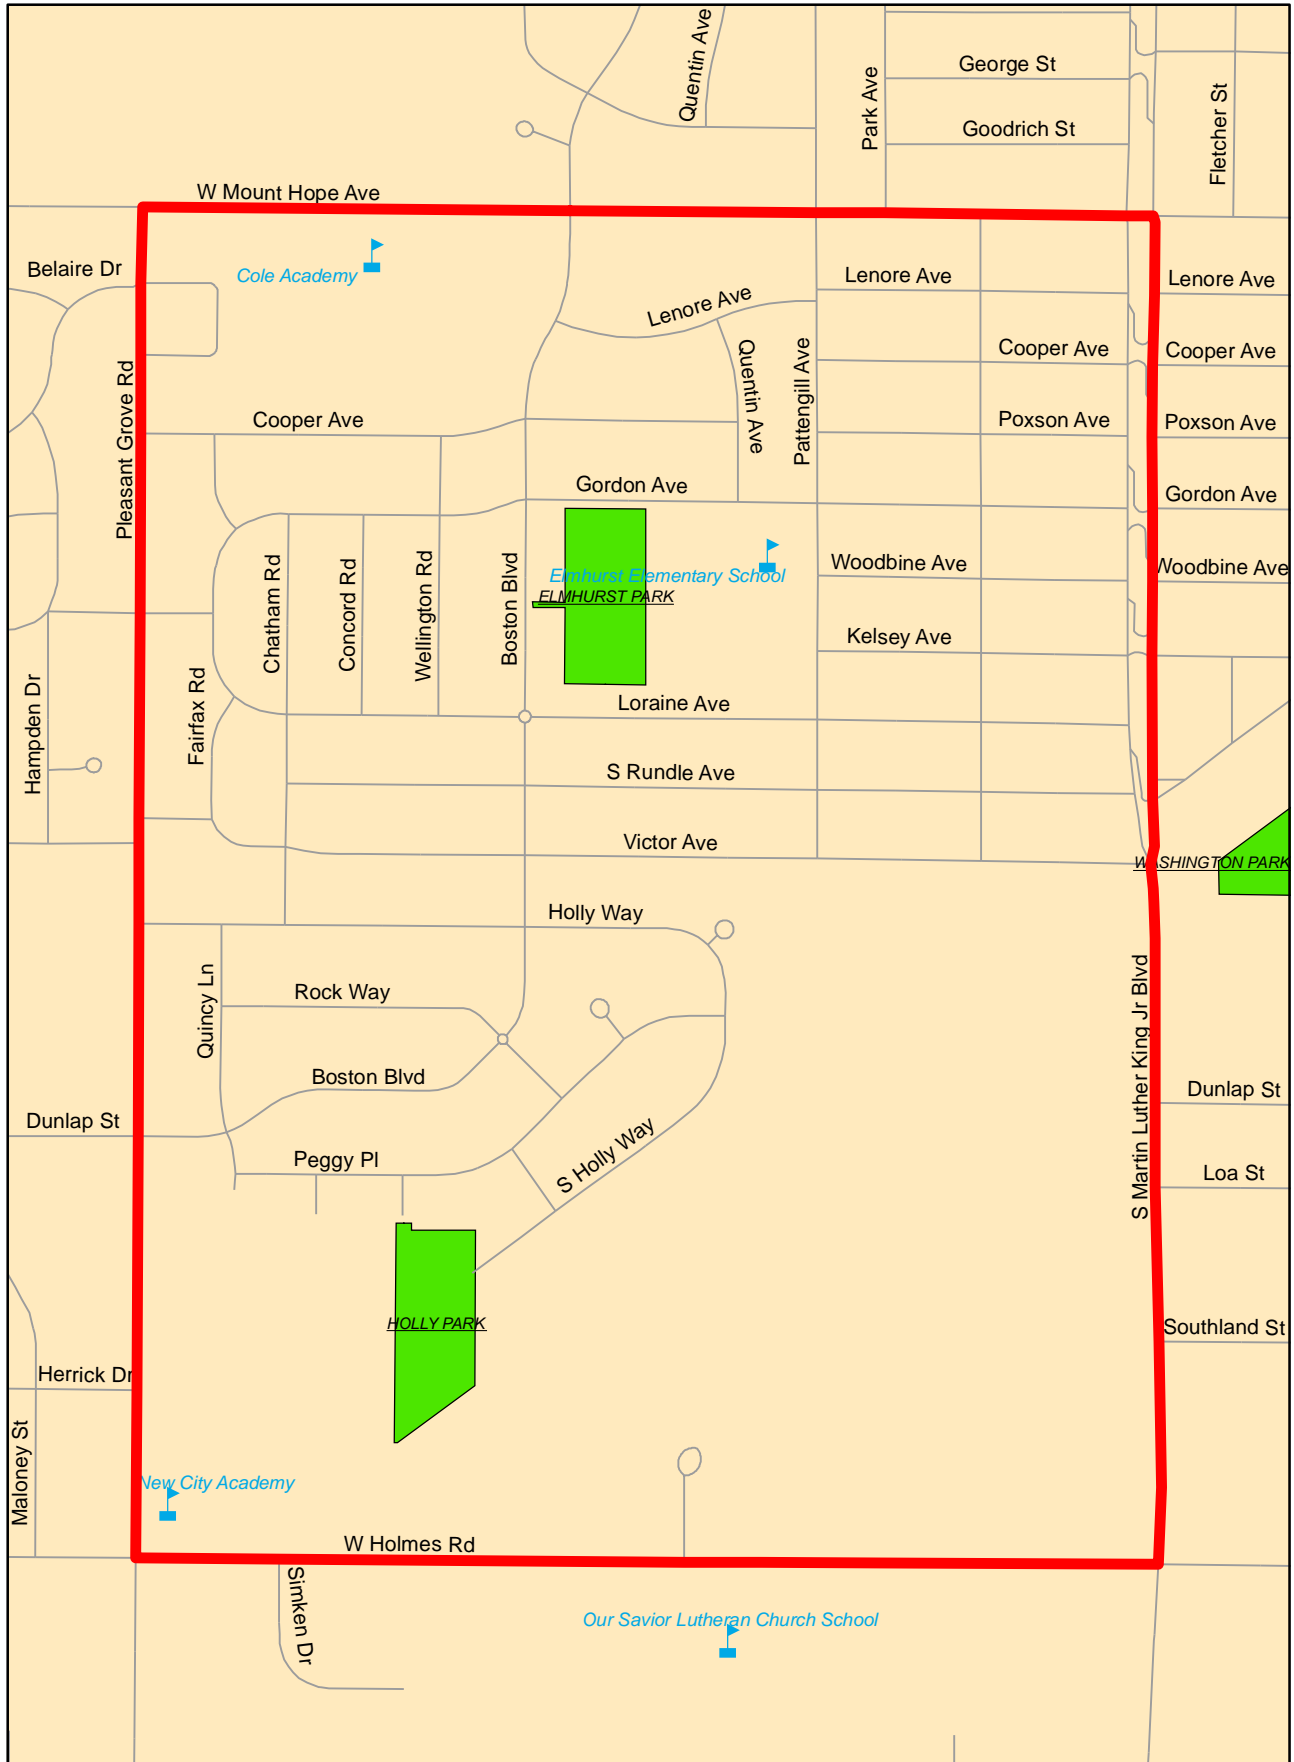 Quentin Ave
Park Ave
George St
Goodrich St
Fletcher St
W Mount Hope Ave
Belaire Dr
Cole Academy
Lenore Ave
Lenore Ave
Lenore Ave
Pleasant Grove Rd
Quentin Ave
Pattengill Ave
Cooper Ave
Cooper Ave
Cooper Ave
Poxson Ave
Poxson Ave
Gordon Ave
Gordon Ave
Chatham Rd
Concord Rd
Wellington Rd
Boston Blvd
Elmhurst Elementary School
ELMHURST PARK
Woodbine Ave
Woodbine Ave
Kelsey Ave
Hampden Dr
Fairfax Rd
Loraine Ave
S Rundle Ave
Victor Ave
WASHINGTON PARK
Holly Way
Quincy Ln
Rock Way
S Martin Luther King Jr Blvd
Boston Blvd
Dunlap St
Dunlap St
Peggy Pl
S Holly Way
Loa St
HOLLY PARK
Southland St
Herrick Dr
Maloney St
New City Academy
W Holmes Rd
Simken Dr
Our Savior Lutheran Church School